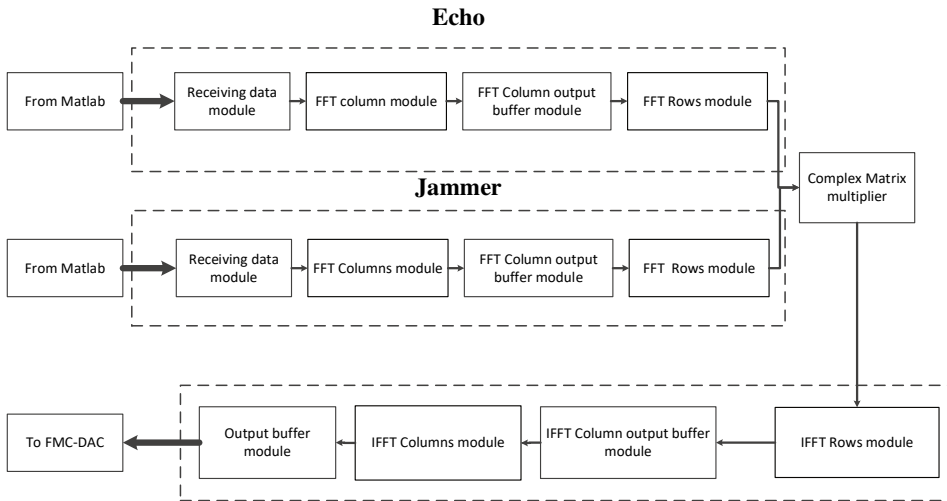 Echo
From Matlab
Receiving data
module
FFT column module
FFT Column output
buffer module
FFT Rows module
Complex Matrix
multiplier
Jammer
From Matlab
Receiving data
module
FFT Columns module
FFT Column output
buffer module
FFT Rows module
To FMC-DAC
Output buffer
module
IFFT Columns module
IFFT Column output buffer
module
IFFT Rows module